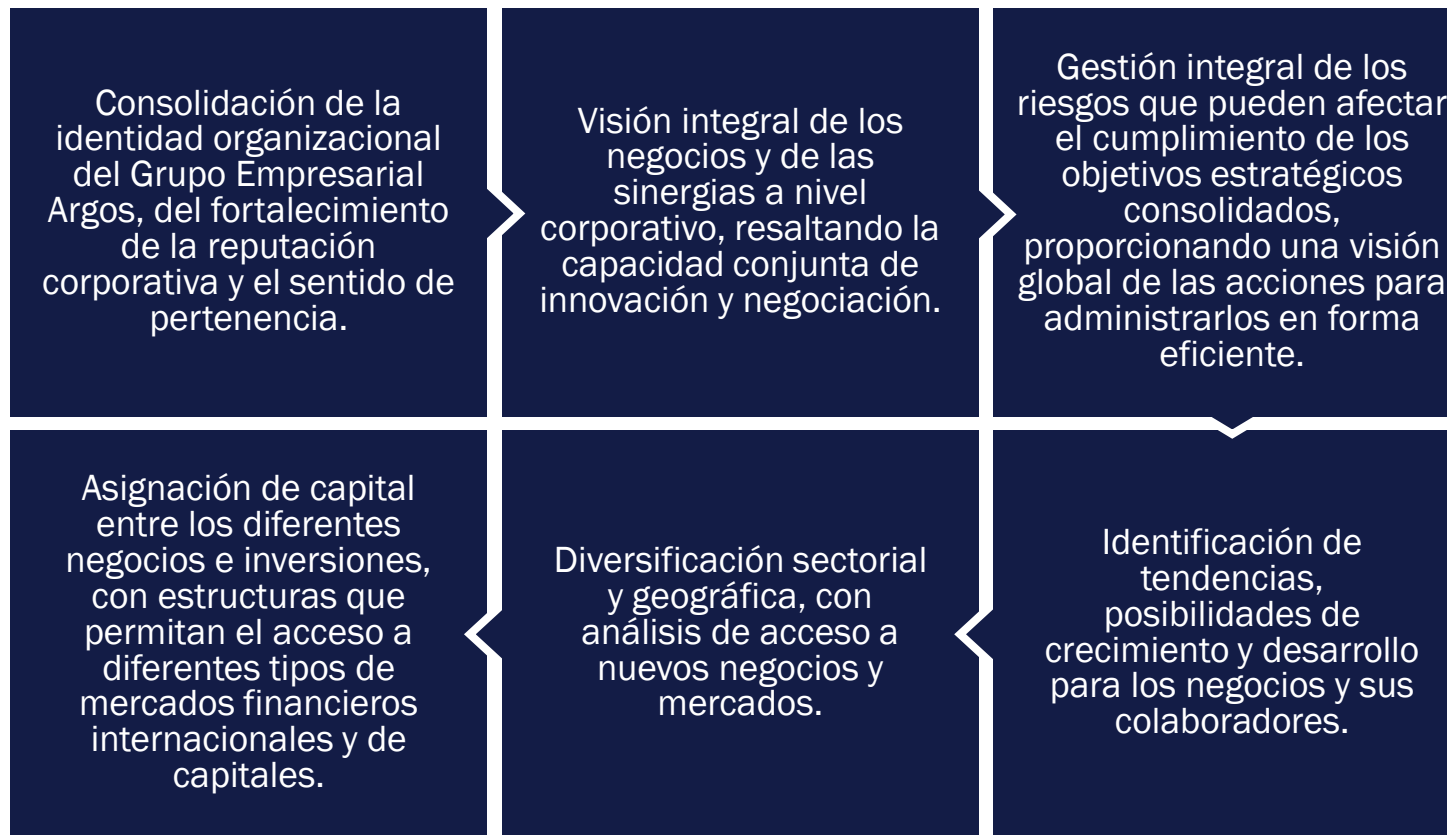 Consolidación de la
identidad organizacional
del Grupo Empresarial
Argos, del fortalecimiento
de la reputación
corporativa y el sentido de
pertenencia.
Visión integral de los
negocios y de las
sinergias a nivel
corporativo, resaltando la
capacidad conjunta de
innovación y negociación.
Gestión integral de los
riesgos que pueden afectar
el cumplimiento de los
objetivos estratégicos
consolidados,
proporcionando una visión
global de las acciones para
administrarlos en forma
eficiente.
Identificación de
tendencias,
posibilidades de
crecimiento y desarrollo
para los negocios y sus
colaboradores.
Diversificación sectorial
y geográfica, con
análisis de acceso a
nuevos negocios y
mercados.
Asignación de capital
entre los diferentes
negocios e inversiones,
con estructuras que
permitan el acceso a
diferentes tipos de
mercados financieros
internacionales y de
capitales.